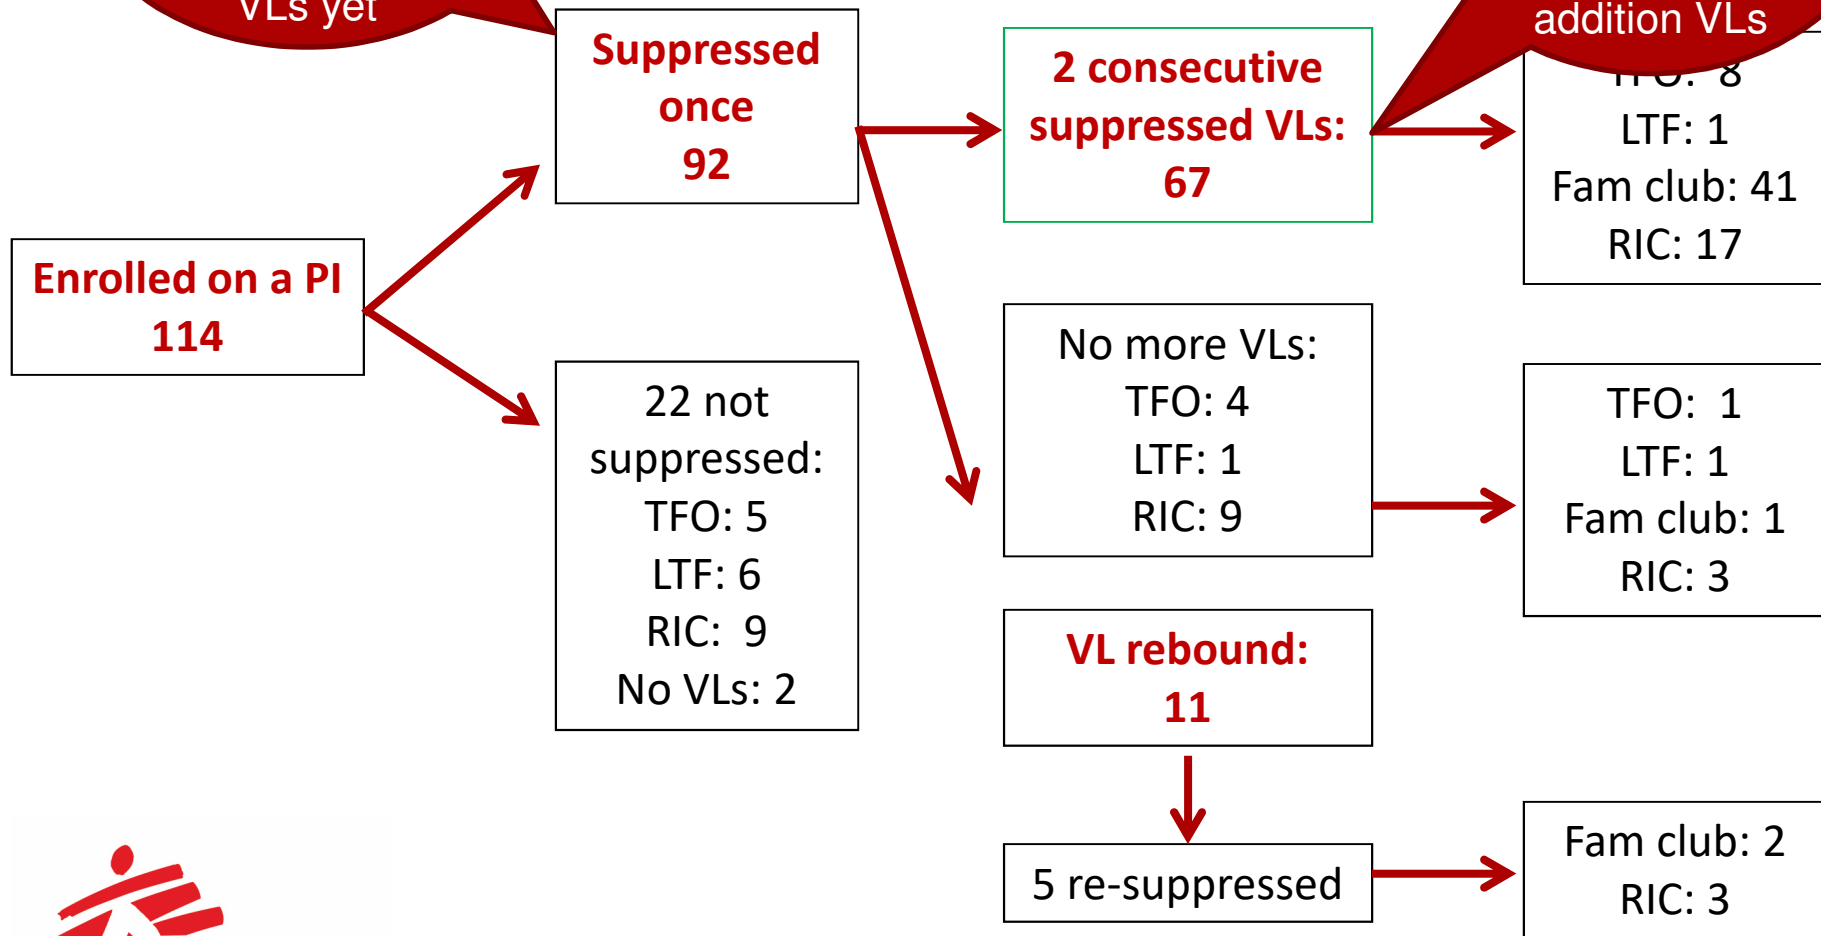 VLs yet
addition VLs
Suppressed
once
92
2 consecutive
suppressed VLs:
67
8
LTF: 1
Fam club: 41
RIC: 17
Enrolled on a PI
114
22 not
suppressed:
TFO: 5
LTF: 6
RIC:  9
No VLs: 2
No more VLs:
TFO: 4
LTF: 1
RIC: 9
TFO:  1
LTF: 1
Fam club: 1
RIC: 3
VL rebound:
11
5 re-suppressed
Fam club: 2
RIC: 3